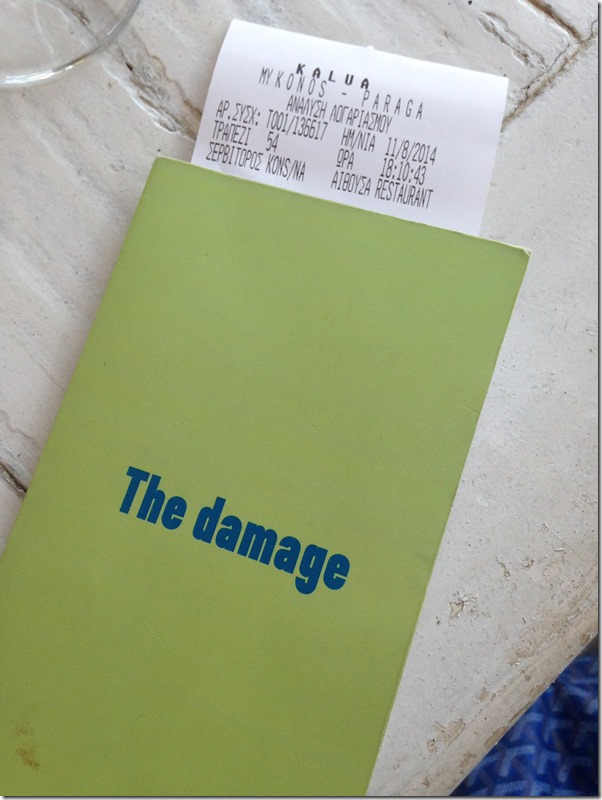 KALUA
MYKONOS - PARAGA
ΑΝΑΛΥΣΗ ΛΟΓΑΡΙΑΣΜΟΥ
ΑΡ.ΣΥΣΧ: Τ001/136617 ΗΜ/ΝΙΑ 11/8/2014
ΤΡΑΠΕΖΙ 54 ΩΡΑ 18:10:43
ΣΕΡΒΙΤΟΡΟΣ KONS/NA ΑΙΘΟΥΣΑ RESTAURANT
The damage